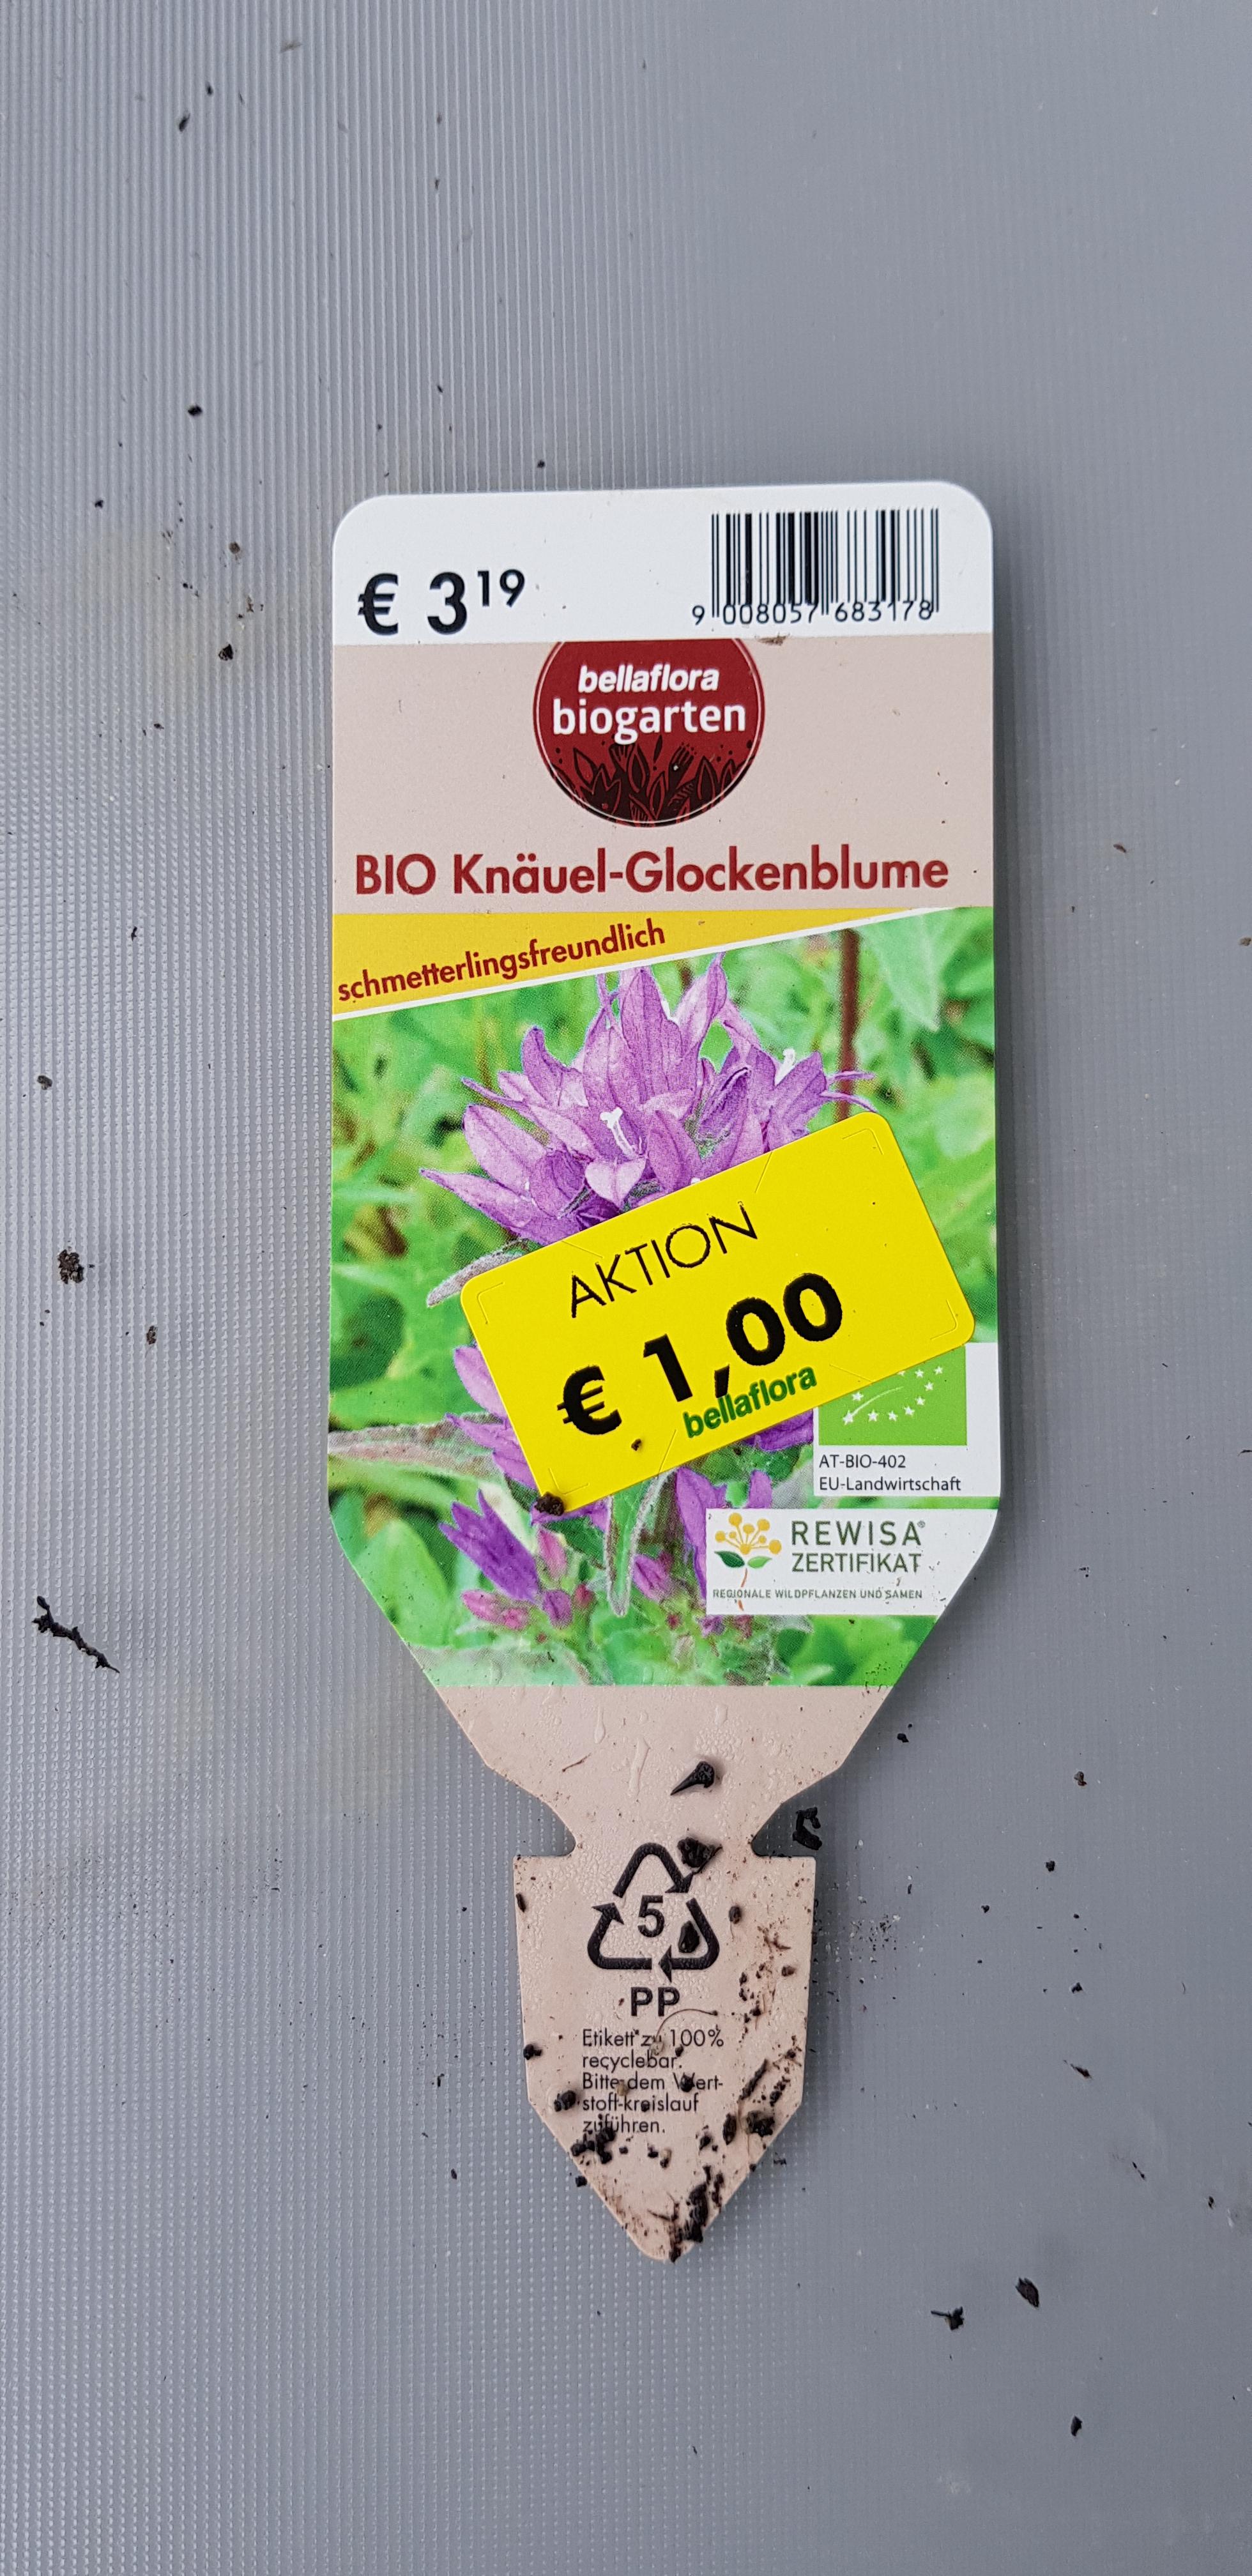 € 3¹⁹
9 008057 683178
bellaflora
biogarten
BIO Knäuel-Glockenblume
schmetterlingsfreundlich
AKTION
€ 1,00
bellaflora
AT-BIO-402
EU-Landwirtschaft
REWISA®
ZERTIFIKAT
REGIONALE WILDPFLANZEN UND SAMEN
5
PP
Etikett zu 100%
recyclebar.
Bitte dem Wert-
stoff-kreislauf
zuführen.